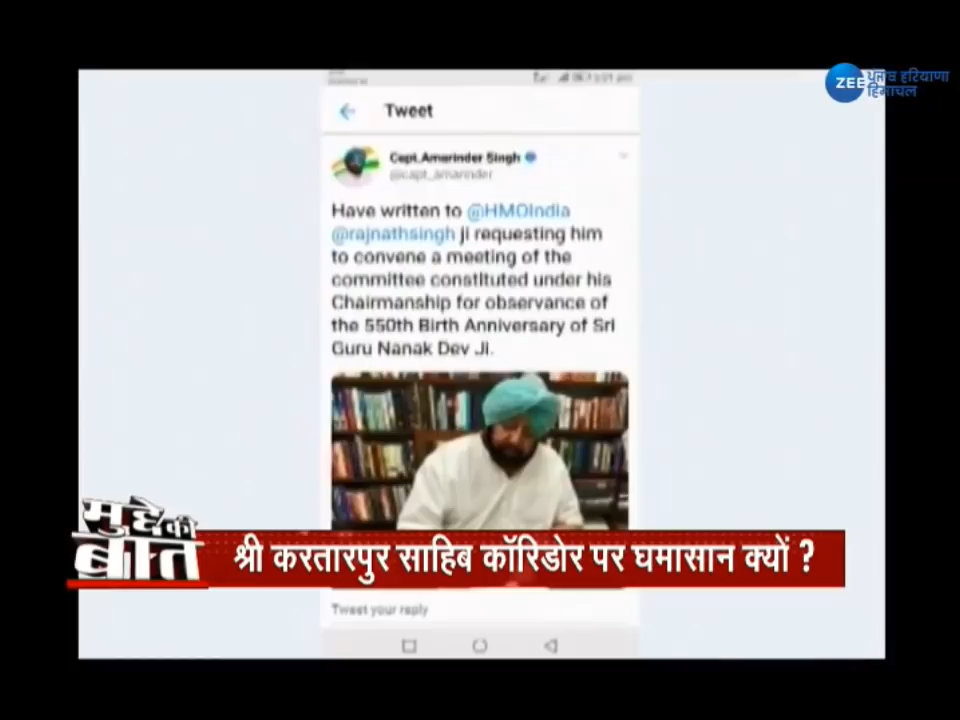 ZEE ਪੰਜਾਬ हरियाणा
हिमाचल
Tweet
Capt.Amarinder Singh
@capt_amarinder
Have written to @HMOIndia
@rajnathsingh ji requesting him
to convene a meeting of the
committee constituted under his
Chairmanship for observance of
the 550th Birth Anniversary of Sri
Guru Nanak Dev Ji.
मुद्दे की
बात
श्री करतारपुर साहिब कॉरिडोर पर घमासान क्यों ?
Tweet your reply